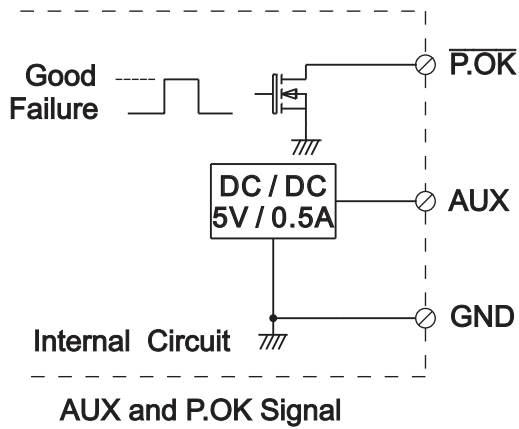 Good
P.OK
Failure
DC / DC
5V / 0.5A
AUX
GND
Internal Circuit
AUX and P.OK Signal